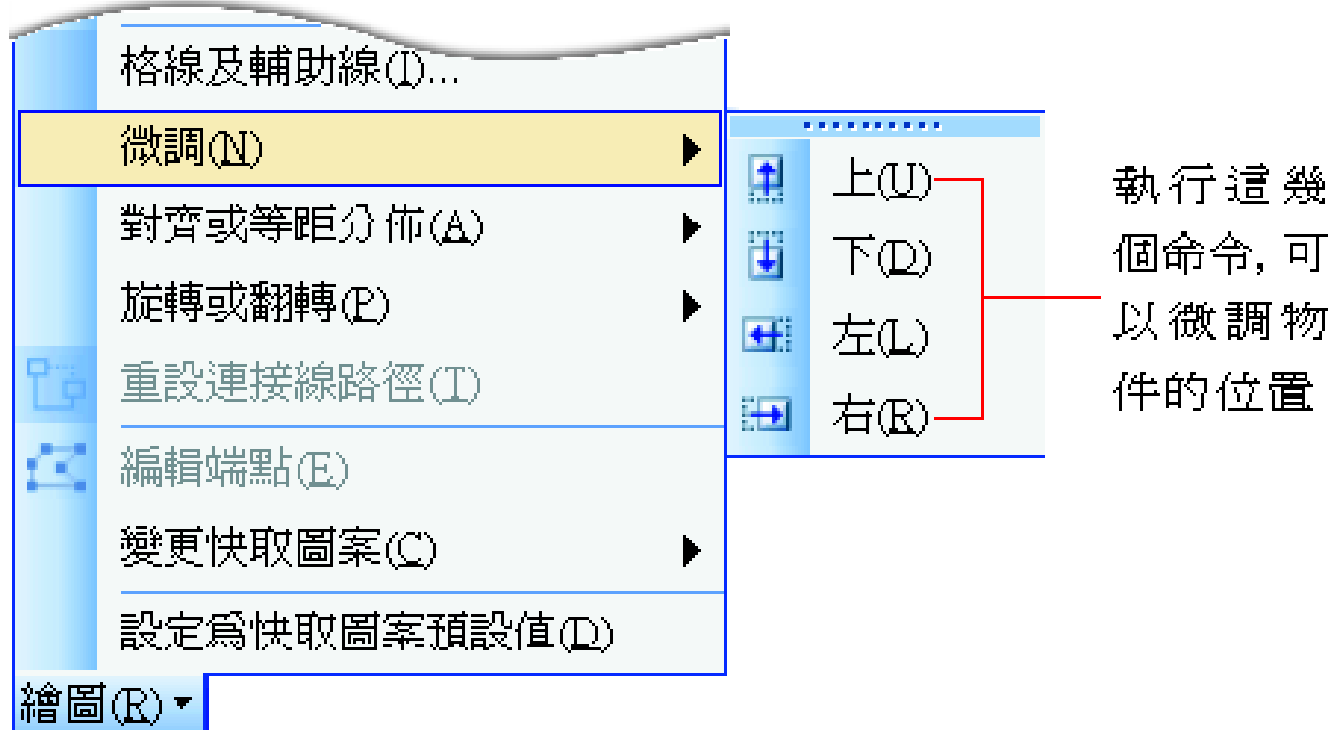 格線及輔助線(I)...
微調(N)
對齊或等距分佈(A)
旋轉或翻轉(P)
重設連接線路徑(T)
編輯端點(E)
變更快取圖案(C)
設定為快取圖案預設值(D)
繪圖(R)
上(U)
下(D)
左(L)
右(R)
執行這幾
個命令, 可
以微調物
件的位置